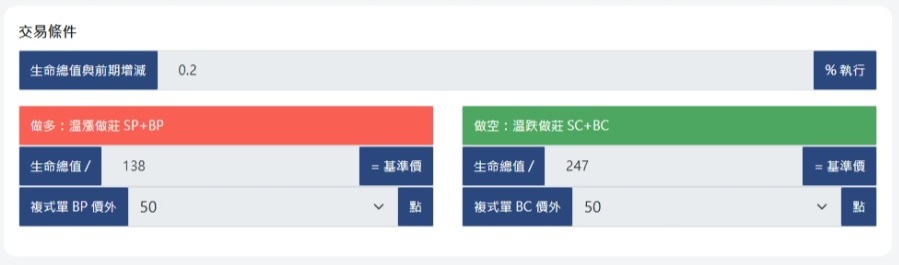 交易條件
生命總值與前期增減 0.2 % 執行
做多：溫漲做莊 SP+BP
生命總值 / 138 = 基準價
複式單 BP 價外 50 點
做空：溫跌做莊 SC+BC
生命總值 / 247 = 基準價
複式單 BC 價外 50 點